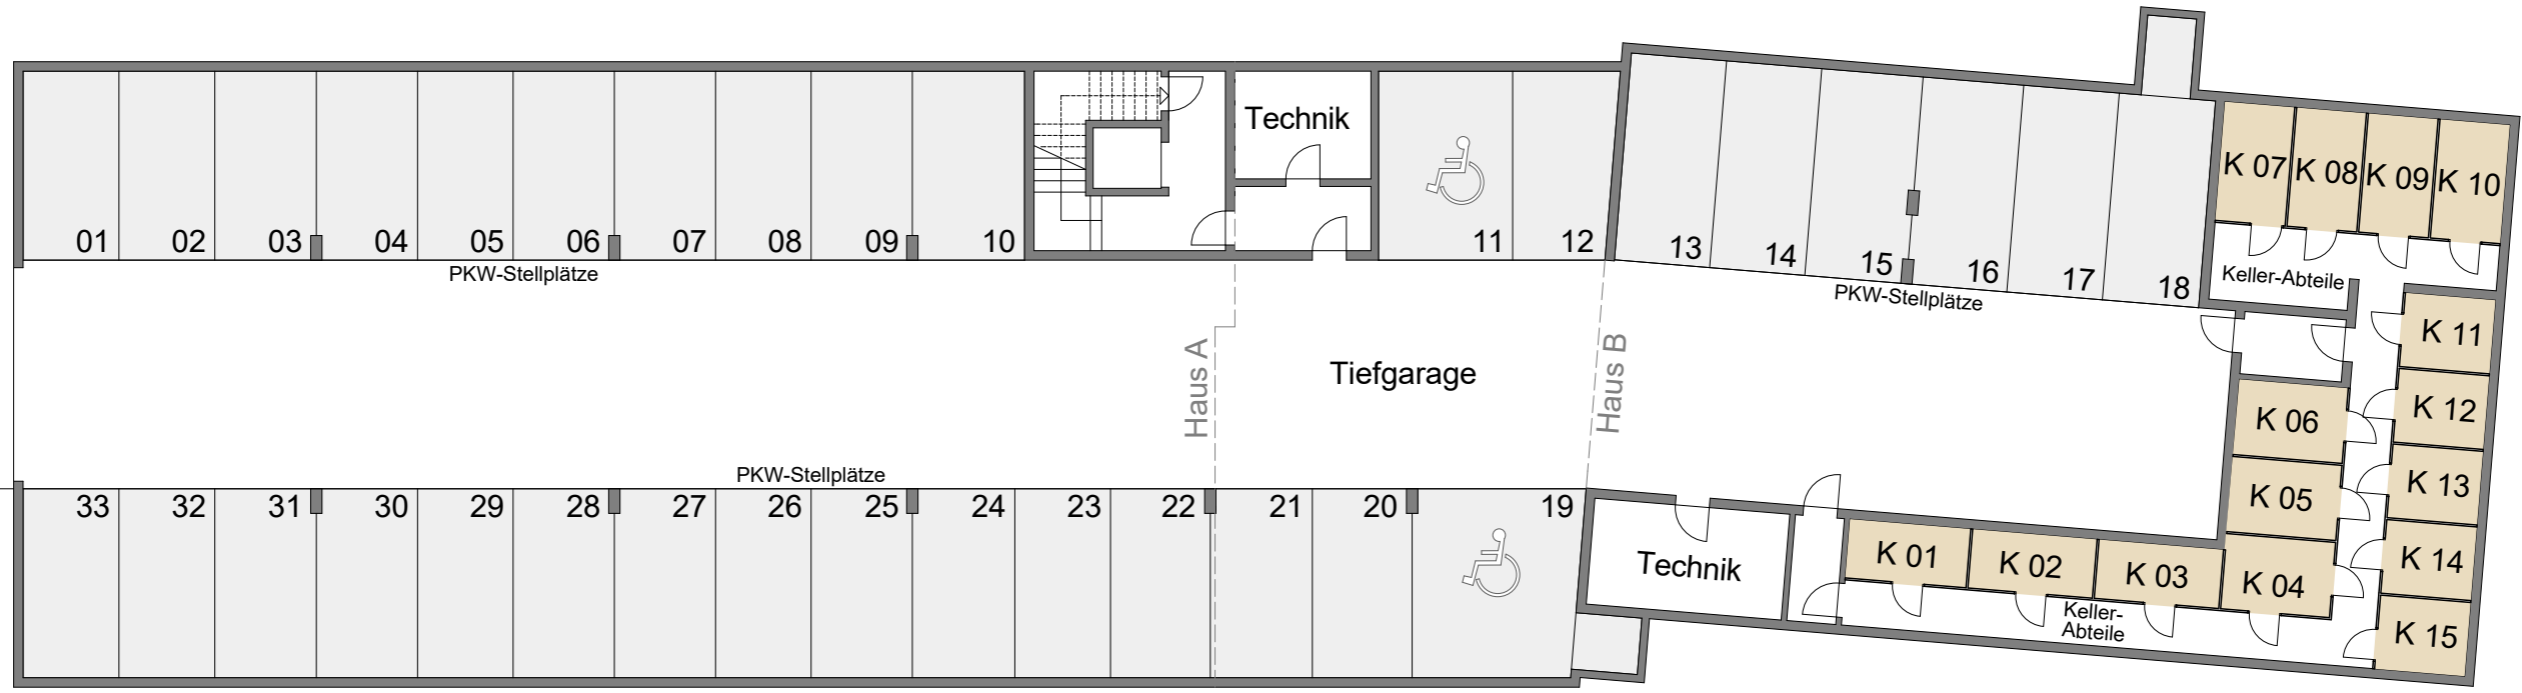 01 02 03 04 05 06 07 08 09 10
PKW-Stellplätze
Technik
11 12
13 14 15 16 17 18
PKW-Stellplätze
K 07 K 08 K 09 K 10
Keller-Abteile
K 11
K 12
K 13
K 14
K 15
K 06
K 05
K 04
Haus A
Tiefgarage
Haus B
PKW-Stellplätze
33 32 31 30 29 28 27 26 25 24 23 22 21 20 19
Technik
K 01 K 02 K 03
Keller-
Abteile